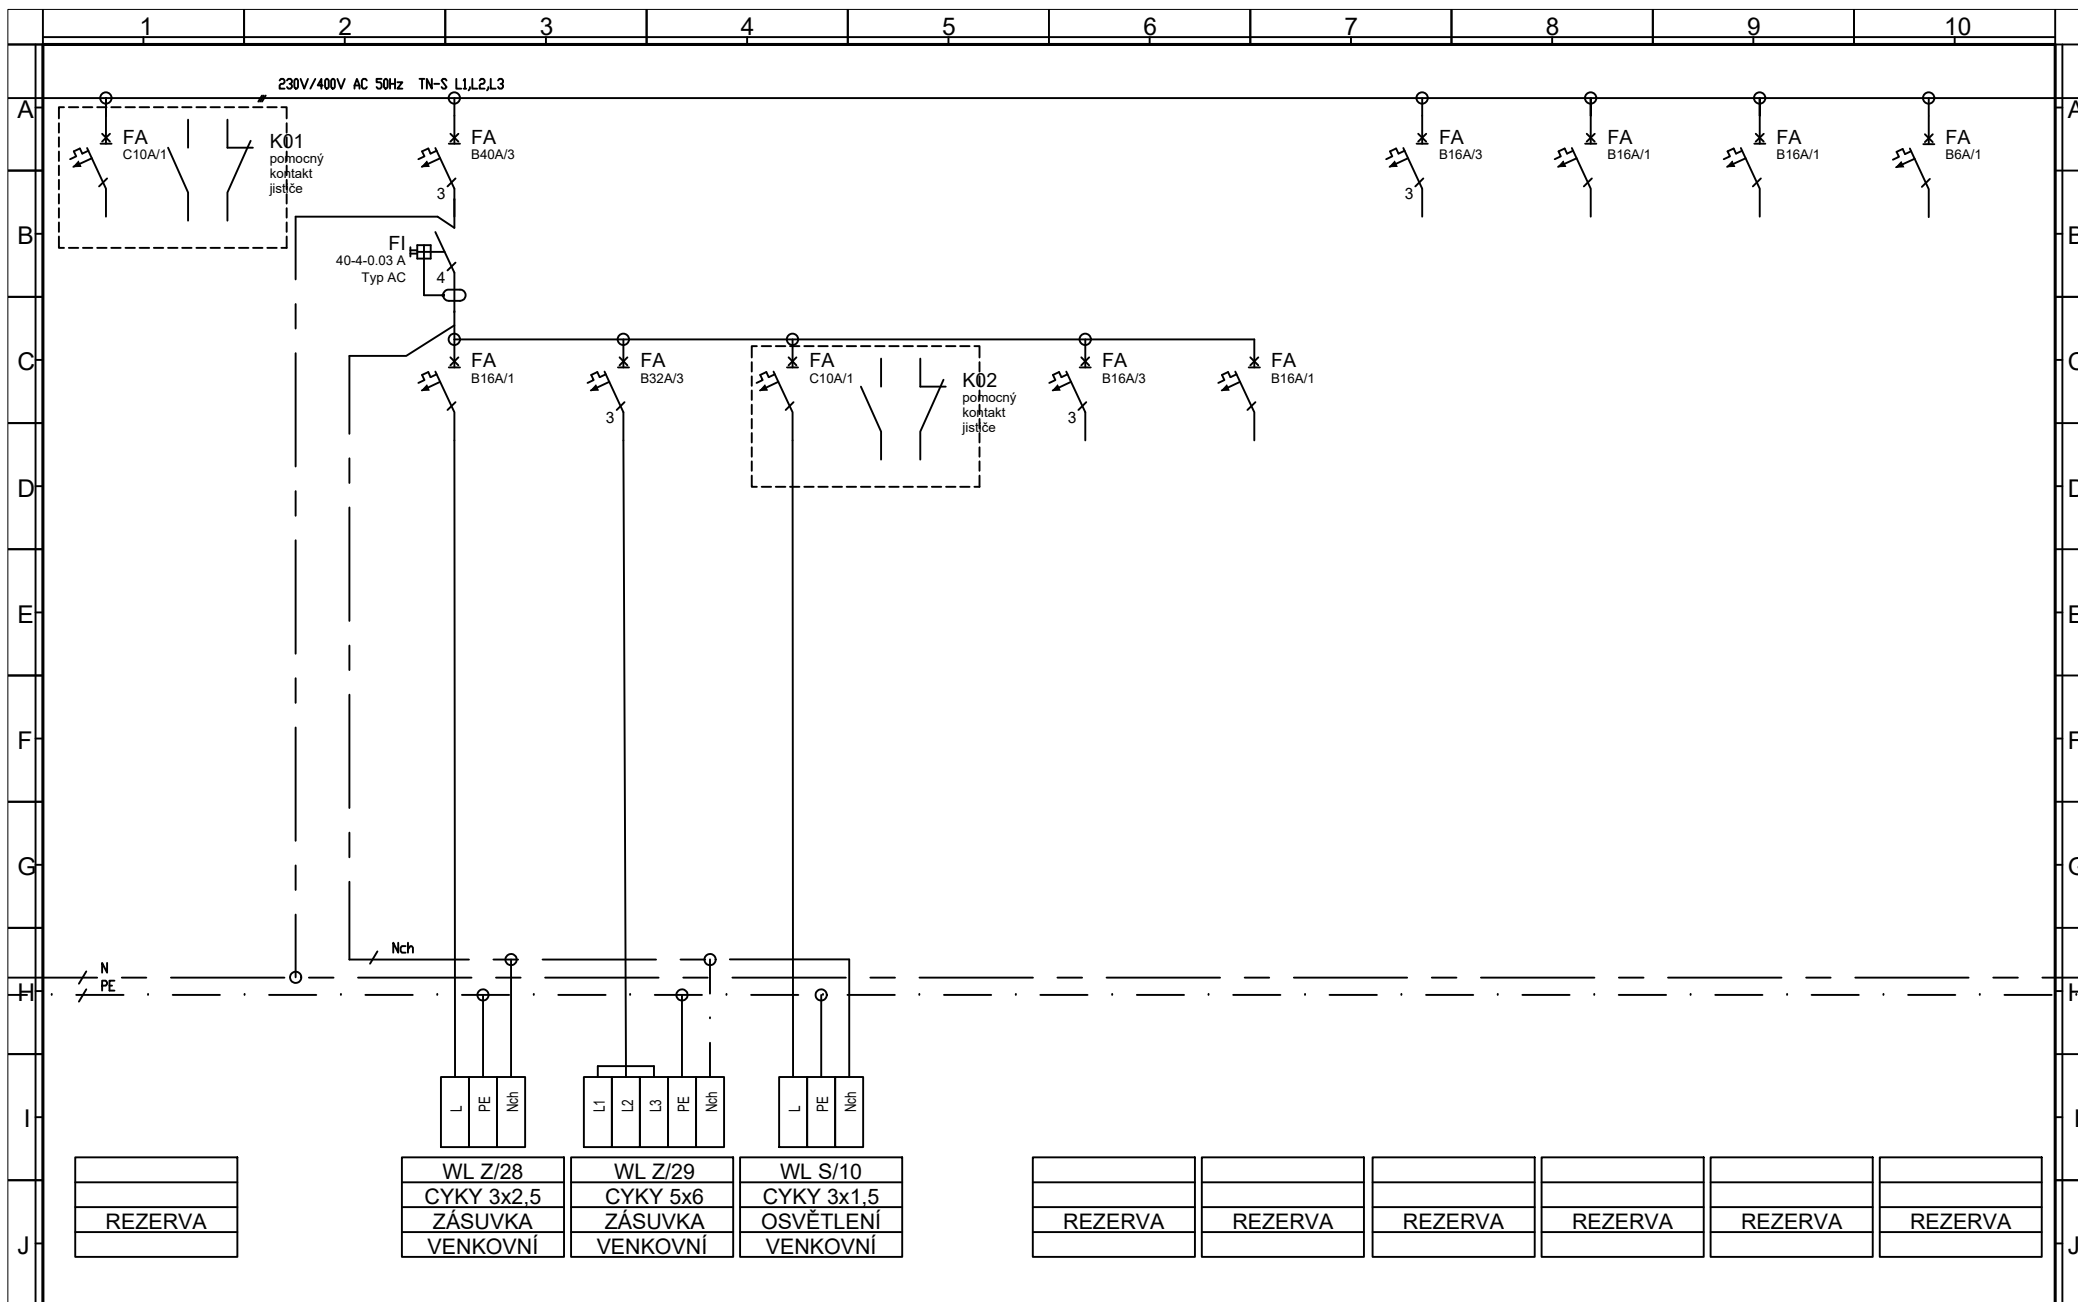 1 2 3 4 5 6 7 8 9 10
230V/400V AC 50Hz TN-S L1,L2,L3
A A
FA
C10A/1
K01
pomocný
kontakt
jističe
FA
B40A/3
3
FA
B16A/3
3
FA
B16A/1
FA
B16A/1
FA
B6A/1
B B
FI
40-4-0.03 A
Typ AC
4
C C
FA
B16A/1
FA
B32A/3
3
FA
C10A/1
K02
pomocný
kontakt
jističe
FA
B16A/3
3
FA
B16A/1
D D
E E
F F
G G
Nch
N
PE
H H
I I
L PE Nch
L1 L2 L3 PE Nch
L PE Nch
J J
REZERVA
WL Z/28
CYKY 3x2,5
ZÁSUVKA
VENKOVNÍ
WL Z/29
CYKY 5x6
ZÁSUVKA
VENKOVNÍ
WL S/10
CYKY 3x1,5
OSVĚTLENÍ
VENKOVNÍ
REZERVA
REZERVA
REZERVA
REZERVA
REZERVA
REZERVA